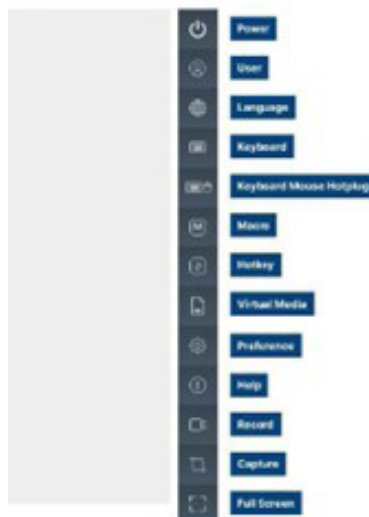 Power
User
Language
Keyboard
Keyboard Mouse Hotplug
Macro
Hotkey
Virtual Media
Preference
Help
Record
Capture
Full Screen